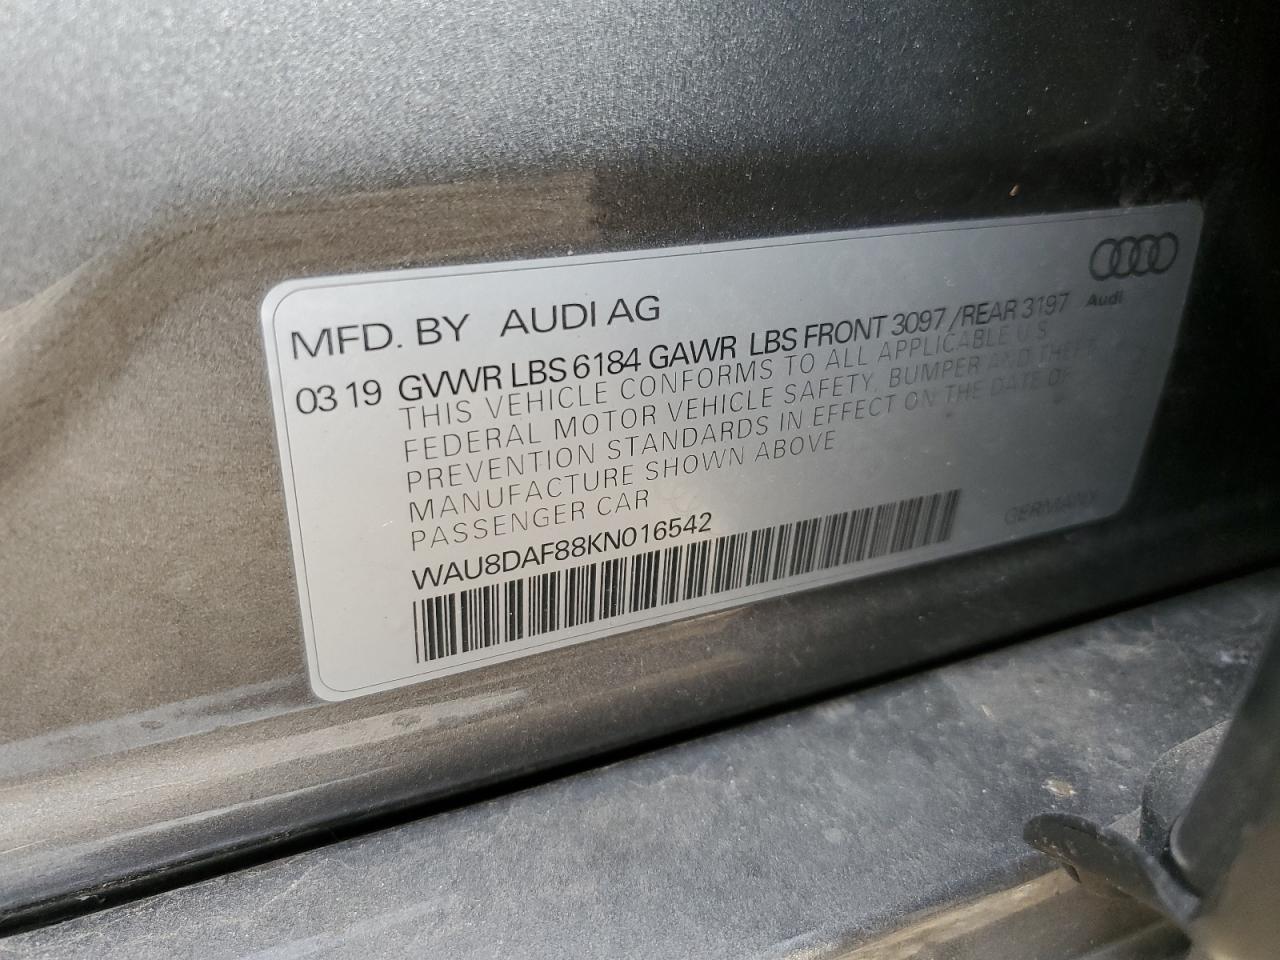 MFD. BY AUDI AG
Audi
03 19 GVWR LBS 6184 GAWR LBS FRONT 3097 /REAR 3197
THIS VEHICLE CONFORMS TO ALL APPLICABLE U.S.
FEDERAL MOTOR VEHICLE SAFETY, BUMPER AND THEFT
PREVENTION STANDARDS IN EFFECT ON THE DATE OF
MANUFACTURE SHOWN ABOVE
PASSENGER CAR
WAU8DAF88KN016542
GERMANY